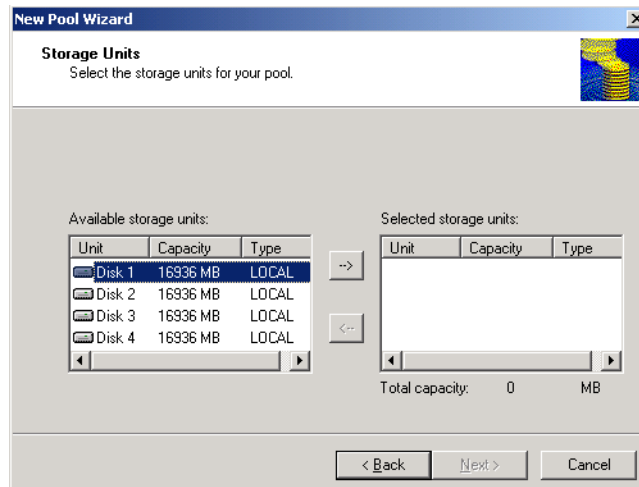 New Pool Wizard
Storage Units
Select the storage units for your pool.
Available storage units:
Unit Capacity Type
Disk 1 16936 MB LOCAL
Disk 2 16936 MB LOCAL
Disk 3 16936 MB LOCAL
Disk 4 16936 MB LOCAL
-->
<--
Selected storage units:
Unit Capacity Type
Total capacity: 0 MB
< Back Next > Cancel